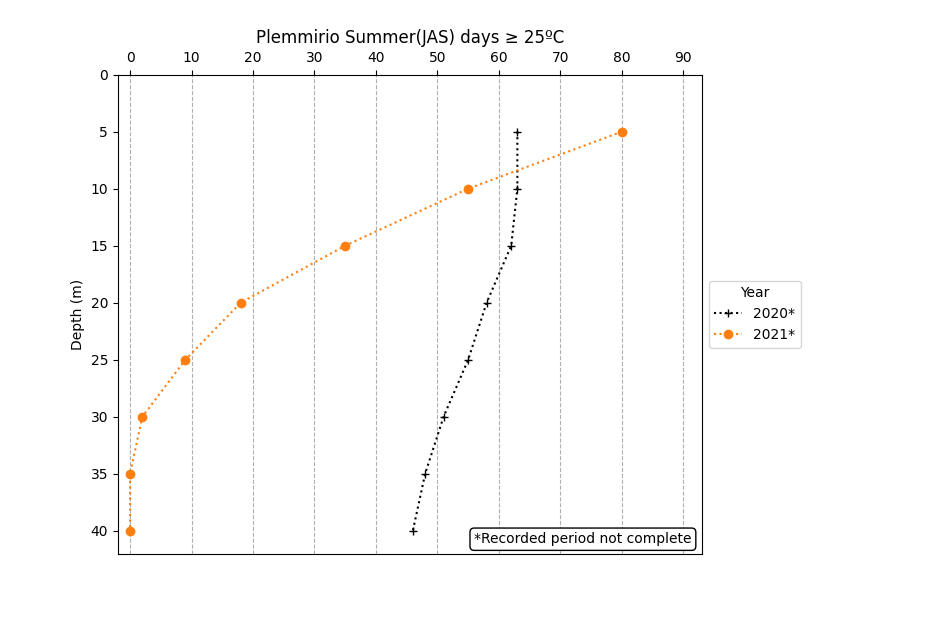 Plemmirio Summer(JAS) days ≥ 25ºC
0 10 20 30 40 50 60 70 80 90
0
5
10
15
20
25
30
35
40
Depth (m)
Year
2020*
2021*
*Recorded period not complete